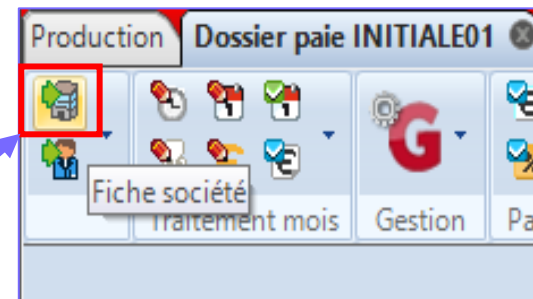 Production Dossier paie INITIALE01
Fiche société
Traitement mois Gestion Pa